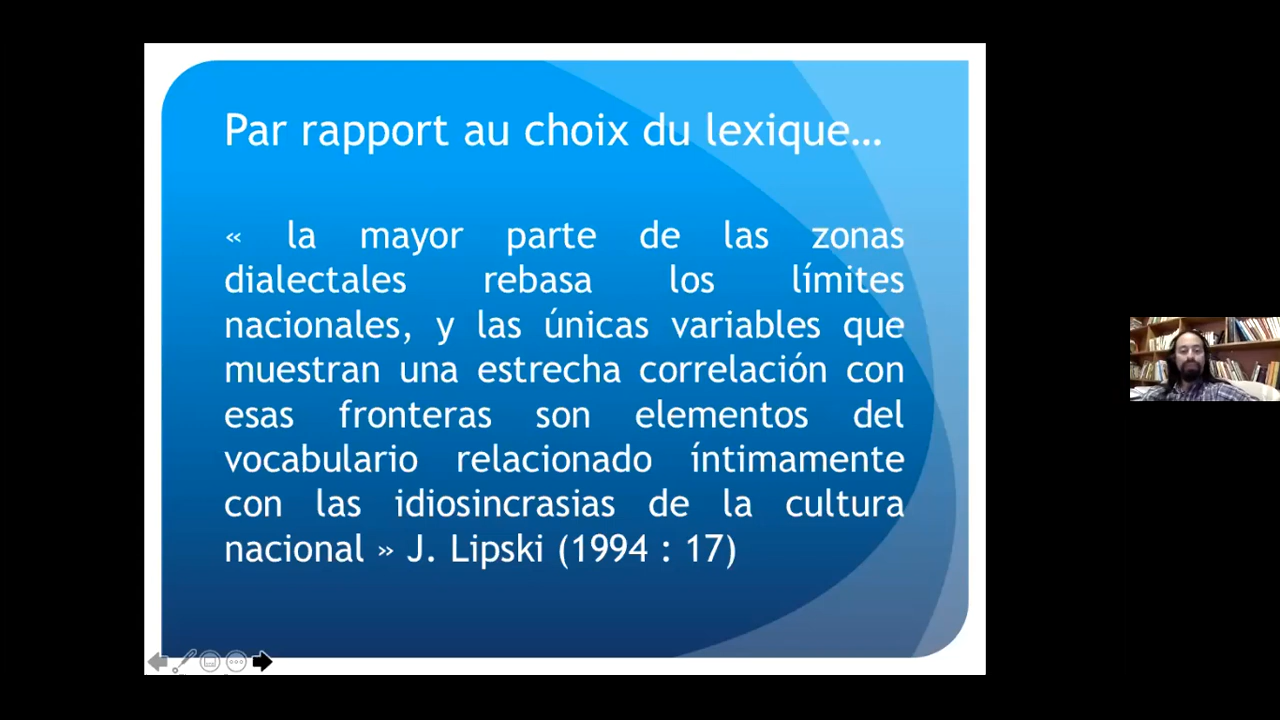 Par rapport au choix du lexique…
« la mayor parte de las zonas
dialectales rebasa los límites
nacionales, y las únicas variables que
muestran una estrecha correlación con
esas fronteras son elementos del
vocabulario relacionado íntimamente
con las idiosincrasias de la cultura
nacional » J. Lipski (1994 : 17)